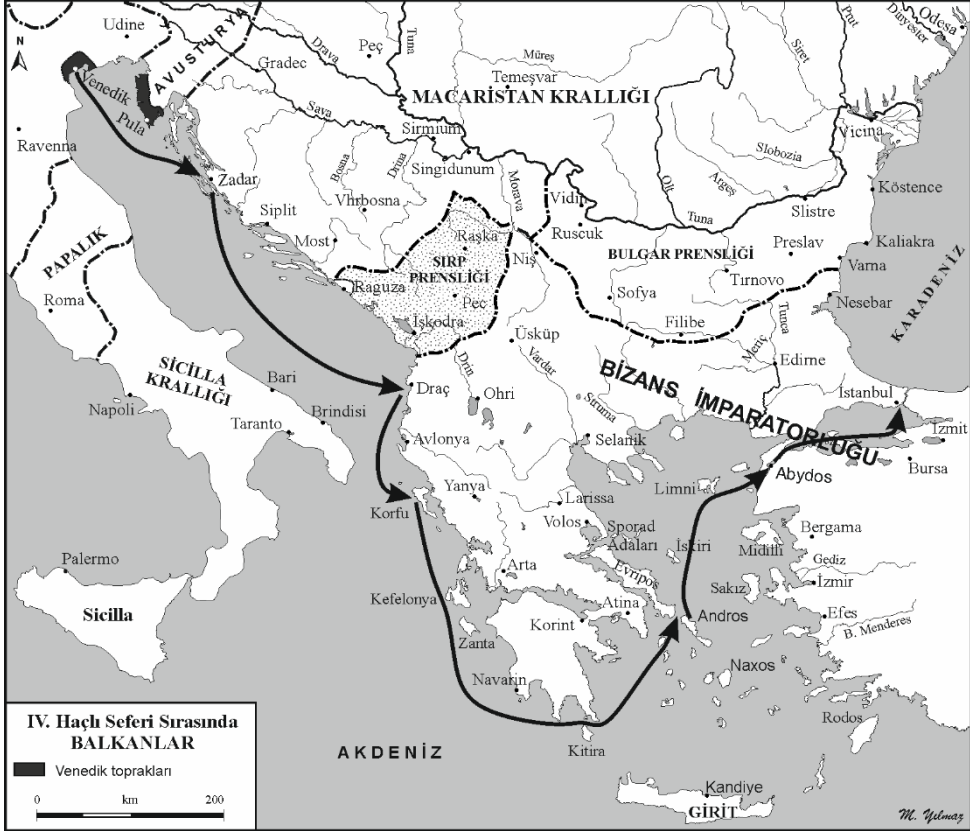 N
Udine
AVUSTURYA
Gradec
Drava
Peç
Tuna
Müreş
Temeşvar
Siret
Prut
Dinyester
Odesa
Venedik
Pula
MACARİSTAN KRALLIĞI
Ravenna
Sava
Sirmium
Singidunum
Bosna
Drina
Morava
Vidin
Olt
Argeş
Slobozia
Vicina
Köstence
Zadar
Vhrbosna
Siplit
Most
Raşka
Ruscuk
Tuna
Slistre
PAPALIK
SIRP
PRENSLİĞİ
Niş
BULGAR PRENSLİĞİ
Preslav
Kaliakra
Varna
KARADENİZ
Roma
Raguza
Peç
Sofya
Tırnovo
Nesebar
İşkodra
Üsküp
Filibe
Tunca
Meriç
Edirne
SİCİLLA
KRALLIĞI
Bari
Drin
Vardar
BİZANS İMPARATORLUĞU
İstanbul
Napoli
Brindisi
Taranto
Draç
Ohri
Struma
İzmit
Avlonya
Selanik
Bursa
Abydos
Yanya
Limni
Korfu
Larissa
Volos
Sporad
Adaları
İskiri
Bergama
Midilli
Gediz
Palermo
Arta
Evripos
Sakız
İzmir
Sicilla
Kefelonya
Atina
Korint
Andros
Efes
B. Menderes
Zanta
Naxos
Navarin
Rodos
IV. Haçlı Seferi Sırasında
BALKANLAR
Venedik toprakları
0 km 200
AKDENİZ
Kitira
Kandiye
GİRİT
M. Yılmaz